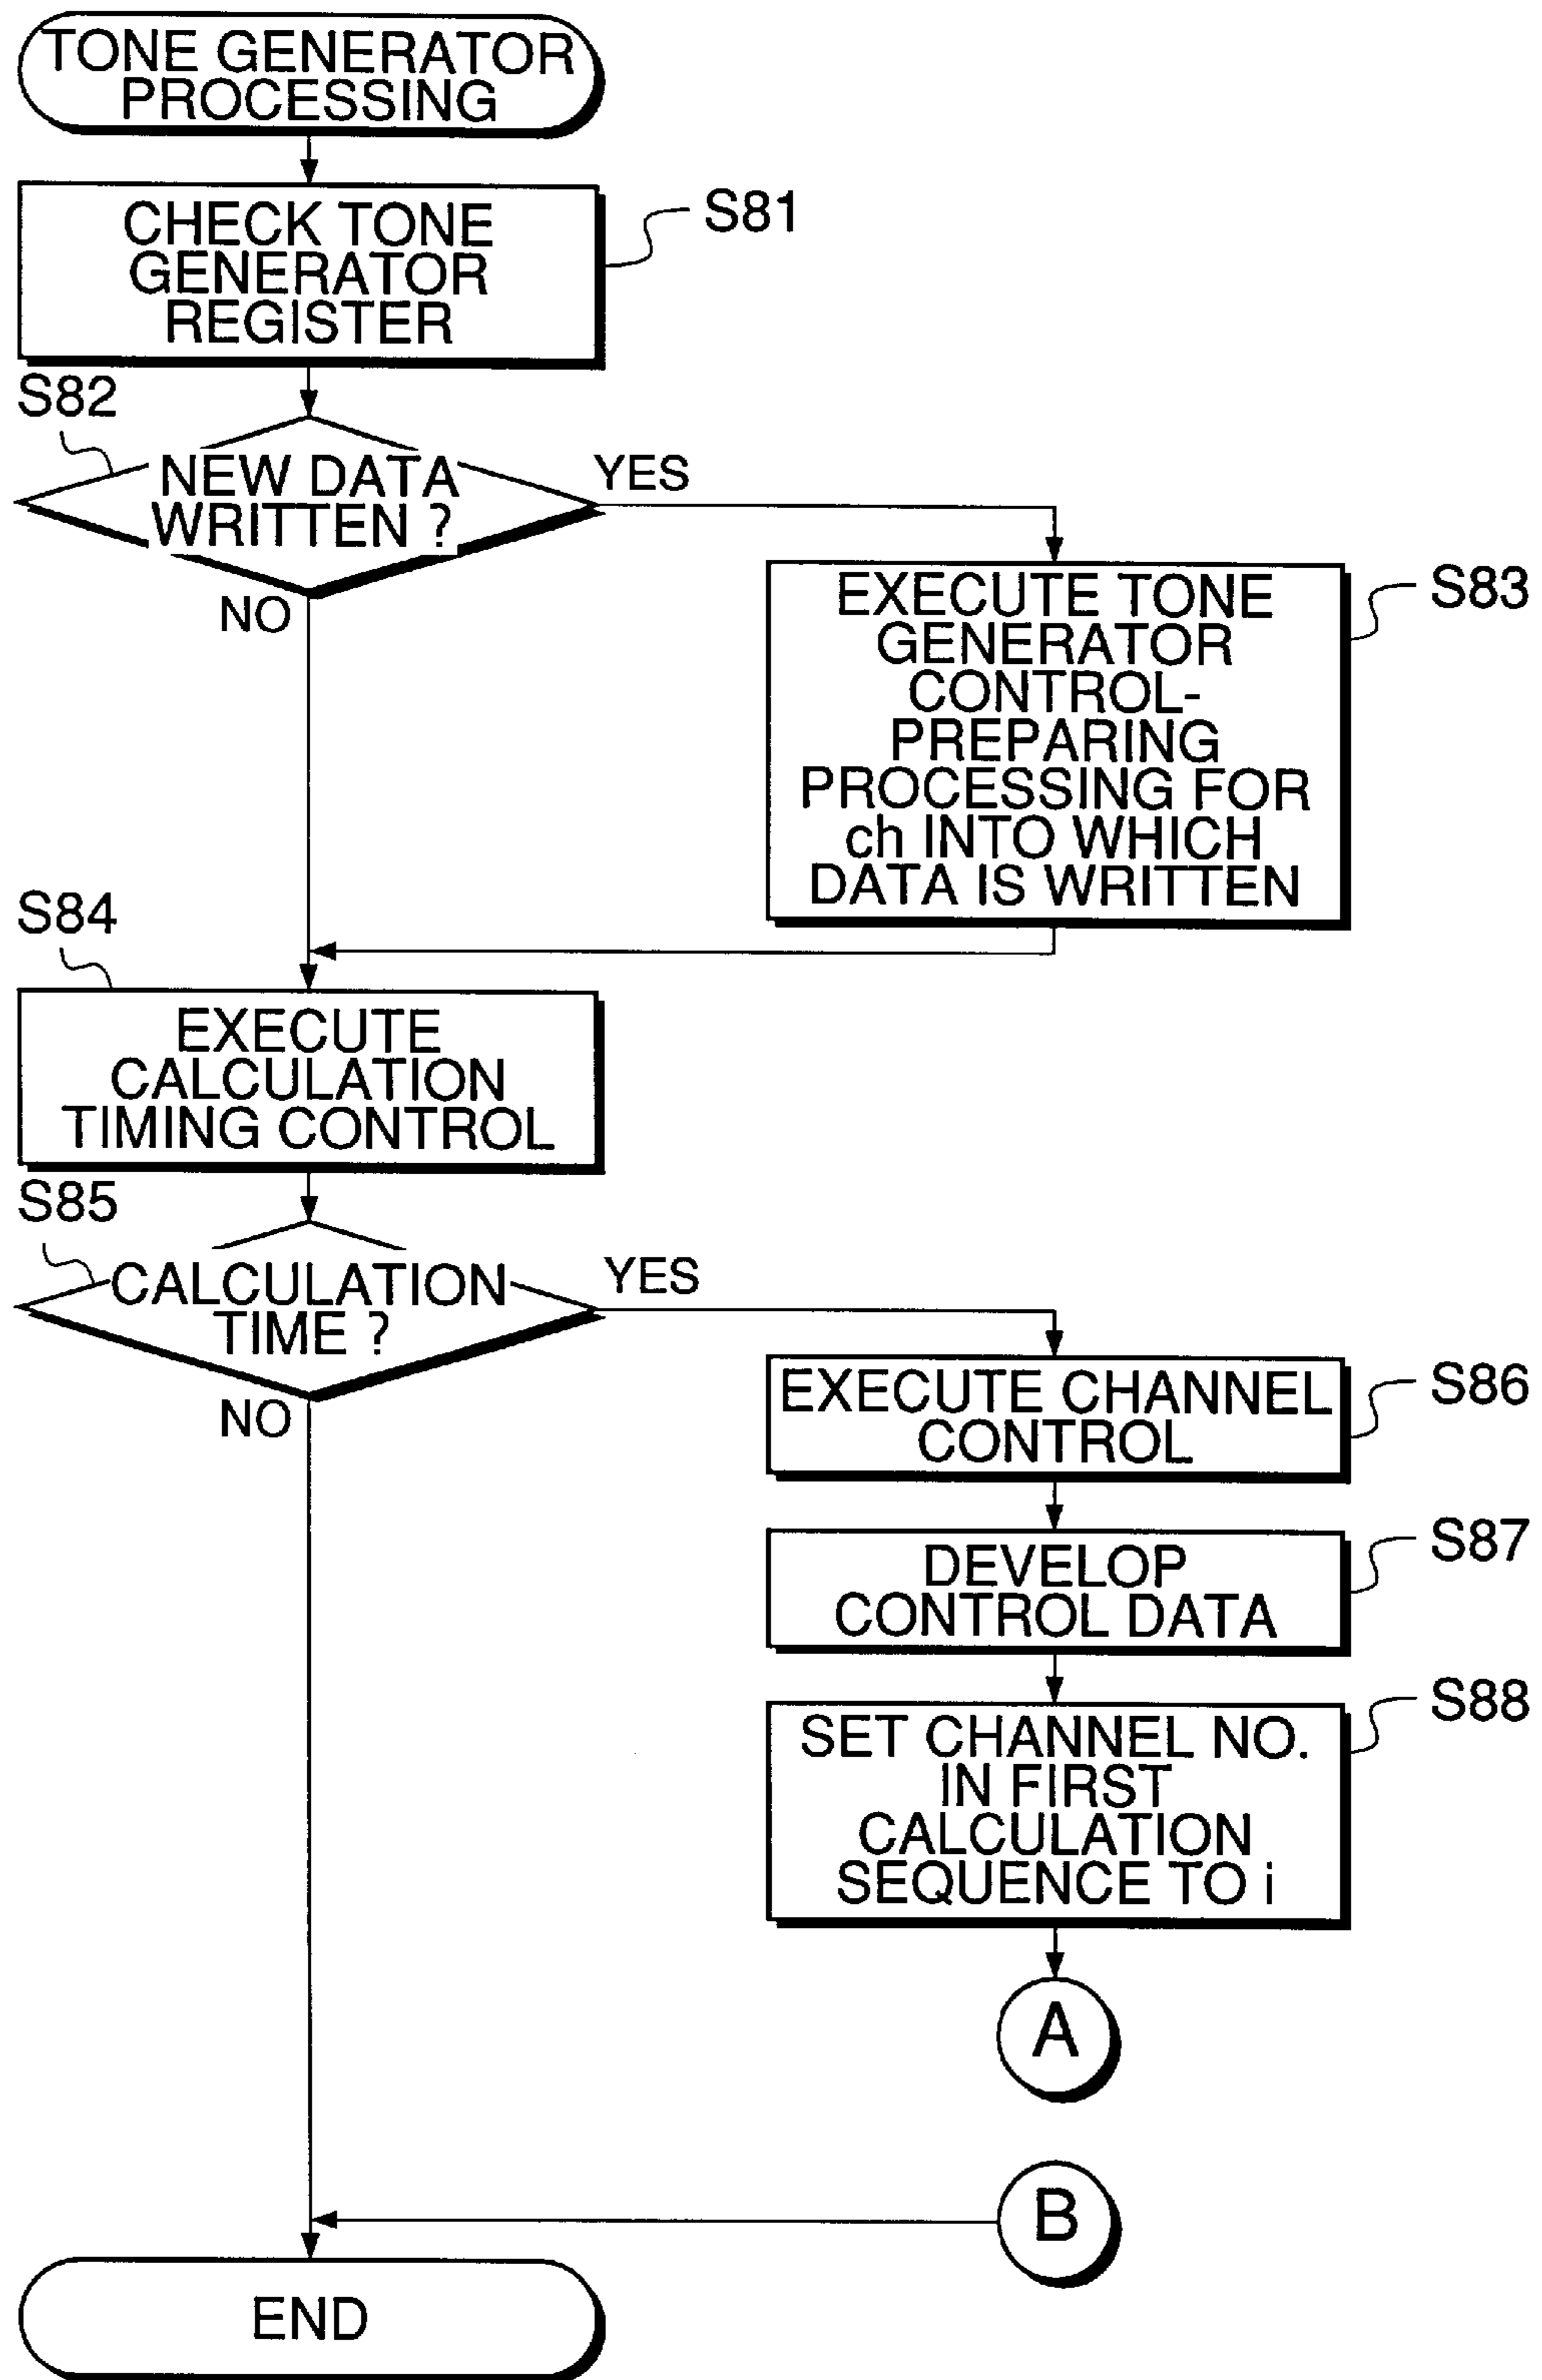 TONE GENERATOR
PROCESSING
CHECK TONE
GENERATOR
REGISTER
S81
S82
NEW DATA
WRITTEN ?
YES
NO
EXECUTE TONE
GENERATOR
CONTROL-
PREPARING
PROCESSING FOR
ch INTO WHICH
DATA IS WRITTEN
S83
S84
EXECUTE
CALCULATION
TIMING CONTROL
S85
CALCULATION
TIME ?
YES
NO
EXECUTE CHANNEL
CONTROL
S86
DEVELOP
CONTROL DATA
S87
SET CHANNEL NO.
IN FIRST
CALCULATION
SEQUENCE TO i
S88
A
B
END